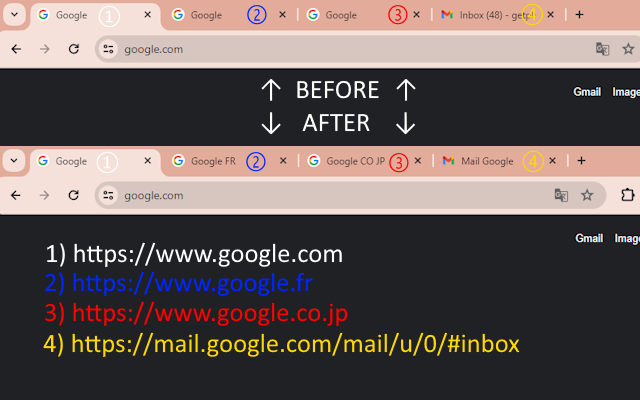 Google 1 Google 2 Google 3 Inbox (48) - 4
google.com
Gmail Image
↑ BEFORE ↑
↓ AFTER ↓
Google 1 Google FR 2 Google CO JP 3 Mail Google 4
google.com
Gmail Image
1) https://www.google.com
2) https://www.google.fr
3) https://www.google.co.jp
4) https://mail.google.com/mail/u/0/#inbox